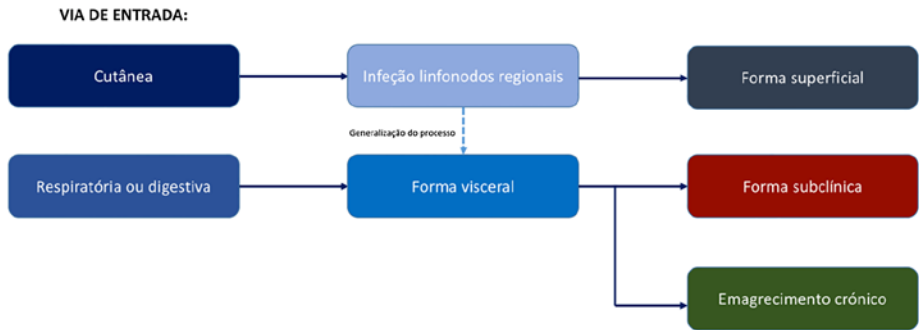 VIA DE ENTRADA:
Cutânea
Infeção linfonodos regionais
Forma superficial
Generalização do processo
Respiratória ou digestiva
Forma visceral
Forma subclínica
Emagrecimento crónico